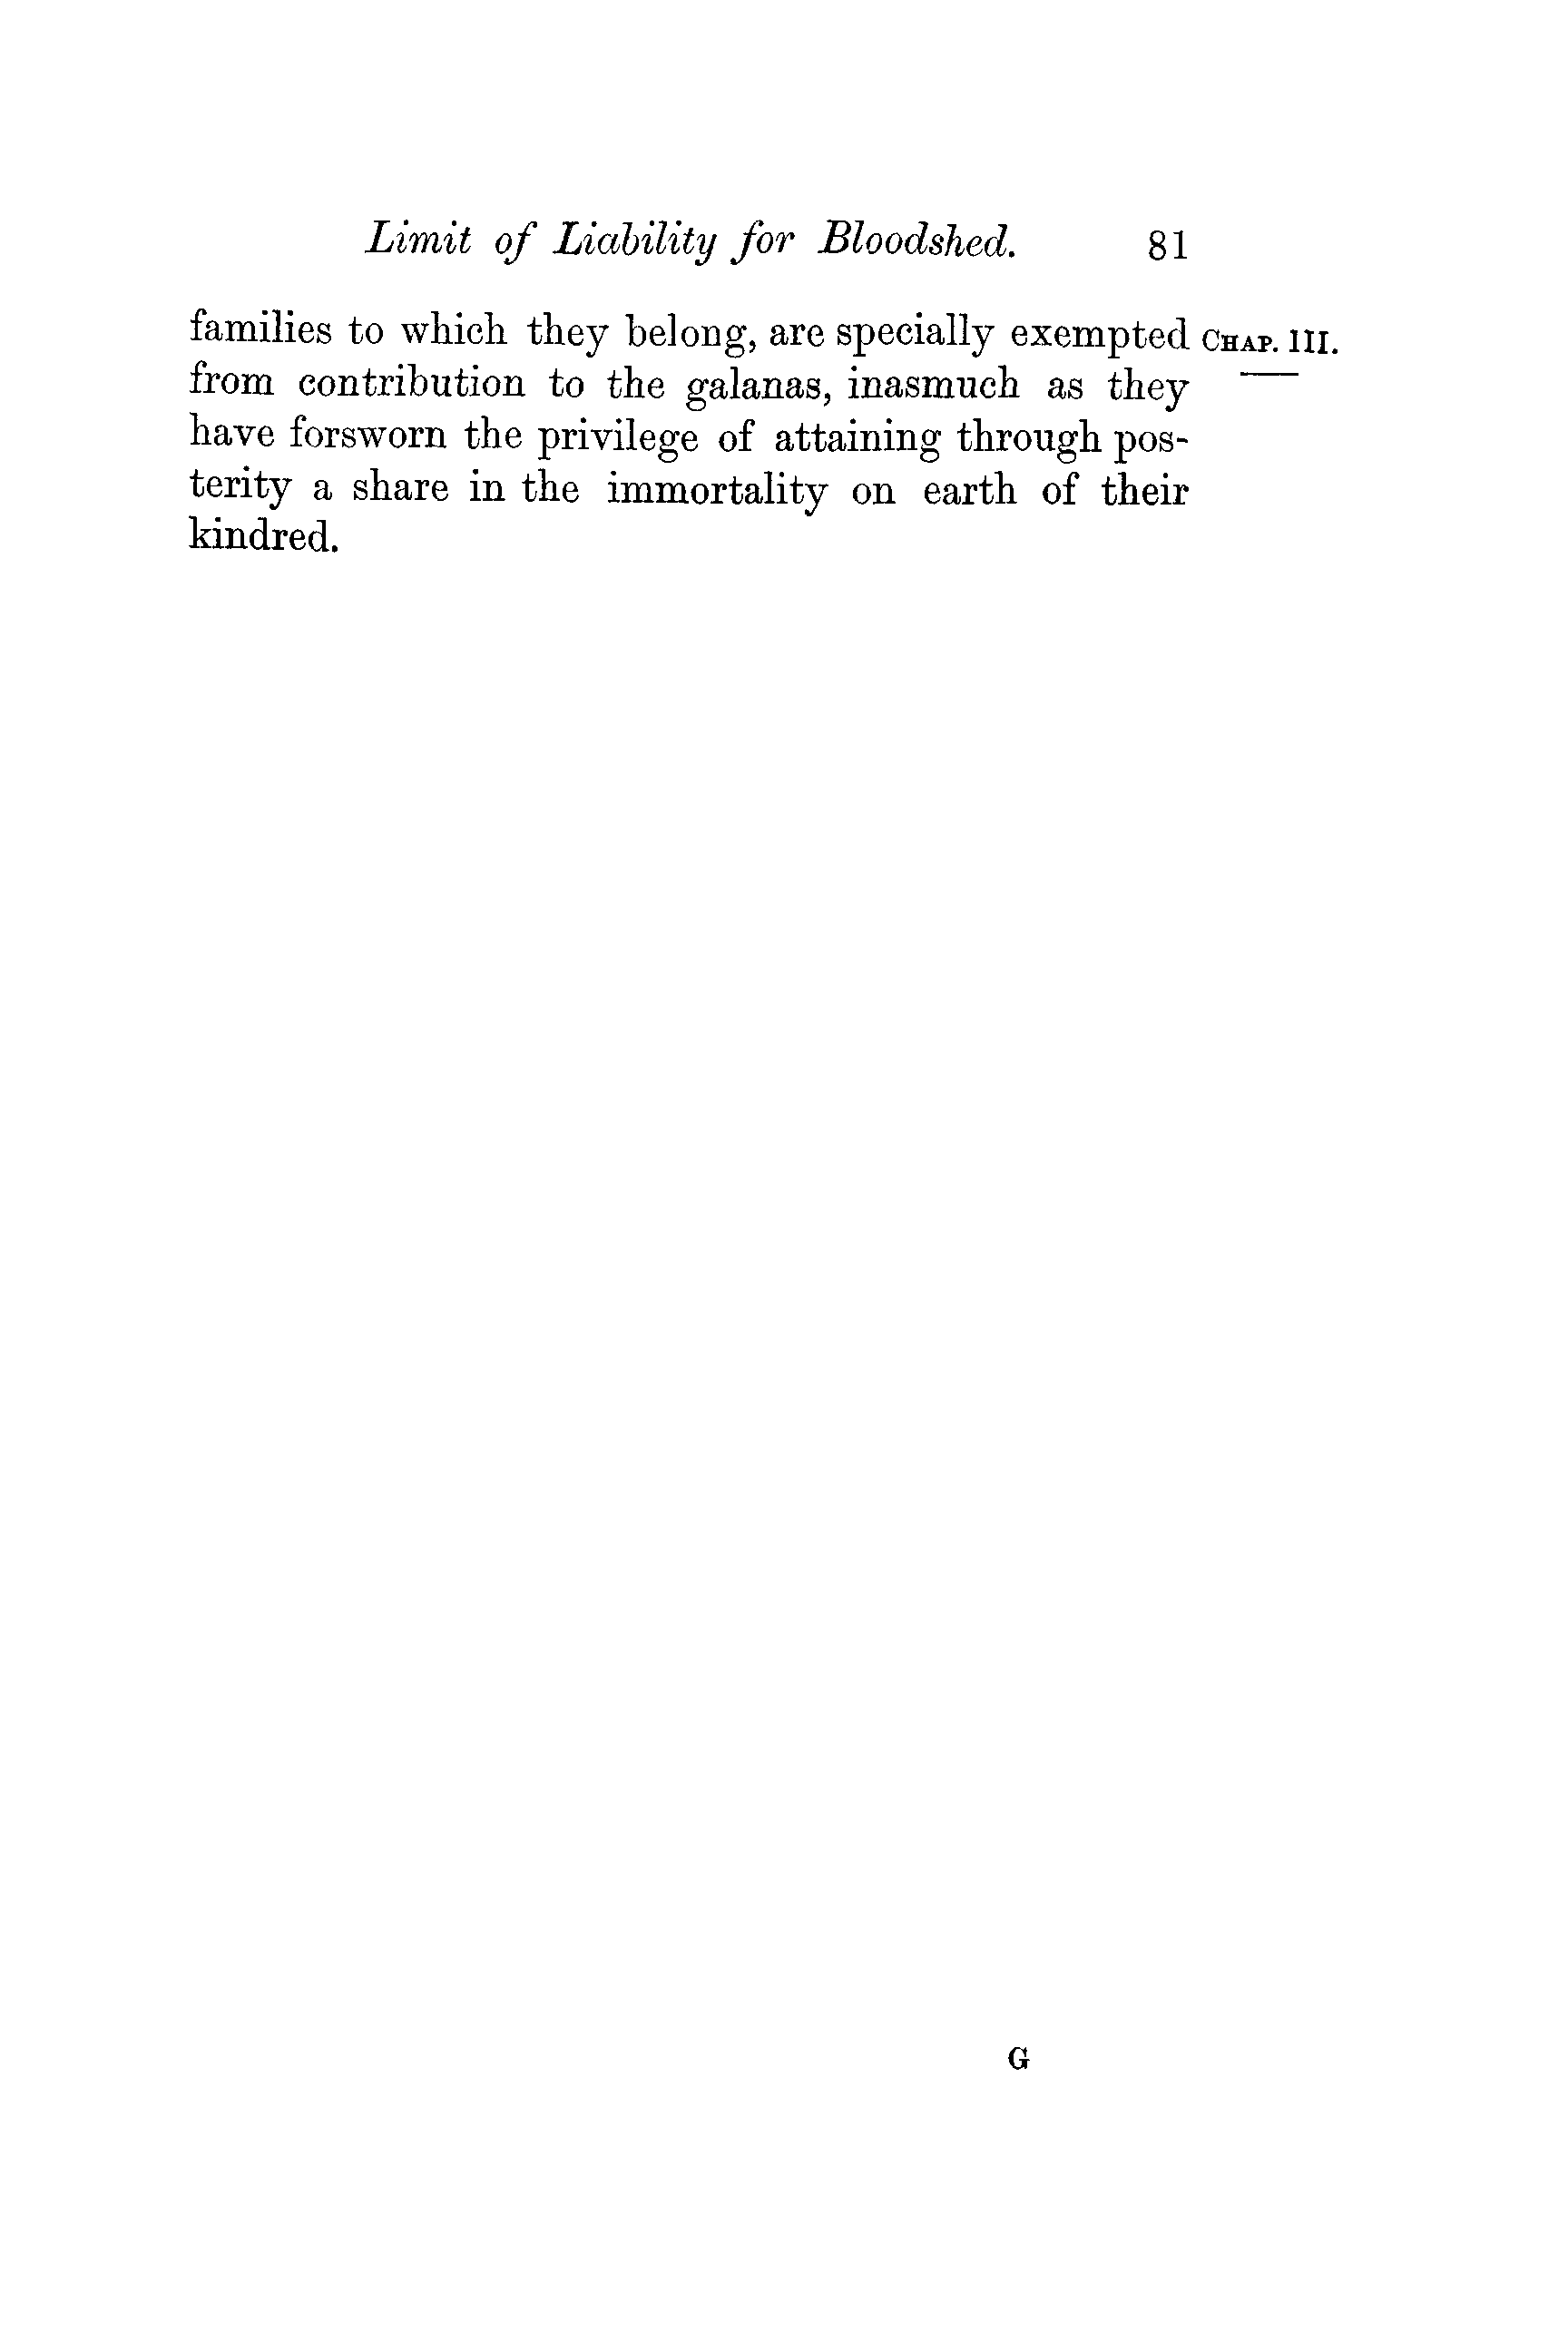 Limit of Liability for Bloodshed. 81
families to which they belong, are specially exempted CHAP. III.
from contribution to the galanas, inasmuch as they
have forsworn the privilege of attaining through pos-
terity a share in the immortality on earth of their
kindred.
G